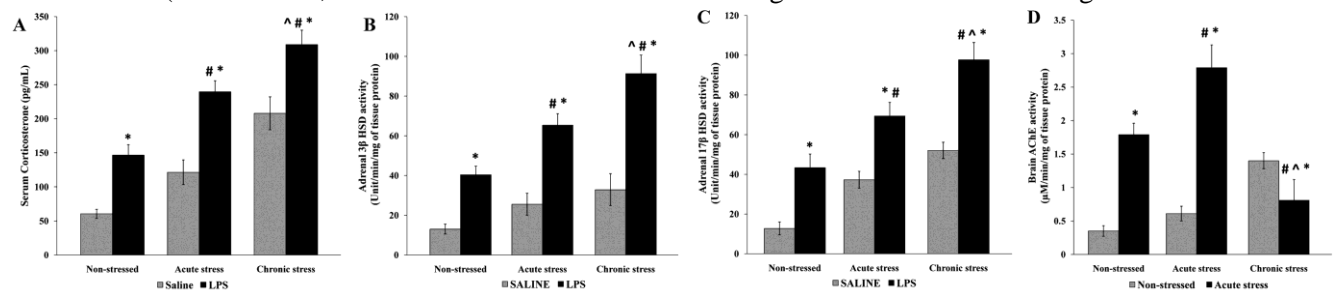 A
Serum Corticosterone (pg/mL)
350
300
250
200
150
100
50
0
*
# *
^ # *
Non-stressed Acute stress Chronic stress
Saline LPS
B
Adrenal 3β HSD activity
(Unit/min/mg of tissue protein)
120
100
80
60
40
20
0
*
# *
^ # *
Non-stressed Acute stress Chronic stress
SALINE LPS
C
Adrenal 17β HSD activity
(Unit/min/mg of tissue protein)
120
100
80
60
40
20
0
*
* #
# ^ *
Non-stressed Acute stress Chronic stress
SALINE LPS
D
Brain AChE activity
(µM/min/mg of tissue protein)
3.5
3
2.5
2
1.5
1
0.5
0
*
# *
# ^ *
Non-stressed Acute stress Chronic stress
Non-stressed Acute stress